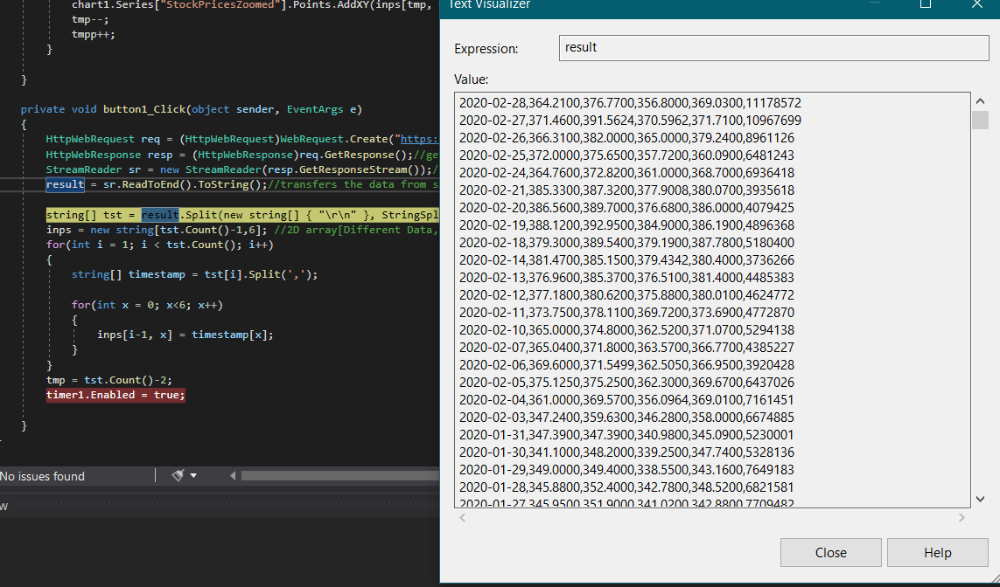 chart1.Series["StockPricesZoomed"].Points.AddXY(inps[tmp,
tmp--;
tmpp++;
}
}
private void button1_Click(object sender, EventArgs e)
{
HttpWebRequest req = (HttpWebRequest)WebRequest.Create("https:
HttpWebResponse resp = (HttpWebResponse)req.GetResponse();//ge
StreamReader sr = new StreamReader(resp.GetResponseStream());/
result = sr.ReadToEnd().ToString();//transfers the data from s
string[] tst = result.Split(new string[] { "\r\n" }, StringSpl
inps = new string[tst.Count()-1,6]; //2D array[Different Data,
for(int i = 1; i < tst.Count(); i++)
{
string[] timestamp = tst[i].Split(',');
for(int x = 0; x<6; x++)
{
inps[i-1, x] = timestamp[x];
}
}
tmp = tst.Count()-2;
timer1.Enabled = true;
}
No issues found
w
Text Visualizer
Expression:
result
Value:
2020-02-28,364.2100,376.7700,356.8000,369.0300,11178572
2020-02-27,371.4600,391.5624,370.5962,371.7100,10967699
2020-02-26,366.3100,382.0000,365.0000,379.2400,8961126
2020-02-25,372.0000,375.6500,357.7200,360.0900,6481243
2020-02-24,364.7600,372.8200,361.0000,368.7000,6936418
2020-02-21,385.3300,387.3200,377.9008,380.0700,3935618
2020-02-20,386.5600,389.7000,376.6800,386.0000,4079425
2020-02-19,388.1200,392.9500,384.9000,386.1900,4896368
2020-02-18,379.3000,389.5400,379.1900,387.7800,5180400
2020-02-14,381.4700,385.1500,379.4342,380.4000,3736266
2020-02-13,376.9600,385.3700,376.5100,381.4000,4485383
2020-02-12,377.1800,380.6200,375.8800,380.0100,4624772
2020-02-11,373.7500,378.1100,369.7200,373.6900,4772870
2020-02-10,365.0000,374.8000,362.5200,371.0700,5294138
2020-02-07,365.0400,371.8000,363.5700,366.7700,4385227
2020-02-06,369.6000,371.5499,362.5050,366.9500,3920428
2020-02-05,375.1250,375.2500,362.3000,369.6700,6437026
2020-02-04,361.0000,369.5700,356.0964,369.0100,7161451
2020-02-03,347.2400,359.6300,346.2800,358.0000,6674885
2020-01-31,347.3900,347.3900,340.9800,345.0900,5230001
2020-01-30,341.1000,348.2000,339.2500,347.7400,5328136
2020-01-29,349.0000,349.4000,338.5500,343.1600,7649183
2020-01-28,345.8800,352.4000,342.7800,348.5200,6821581
2020-01-27,345.9500,351.9000,341.0200,342.8800,7709482
Close
Help